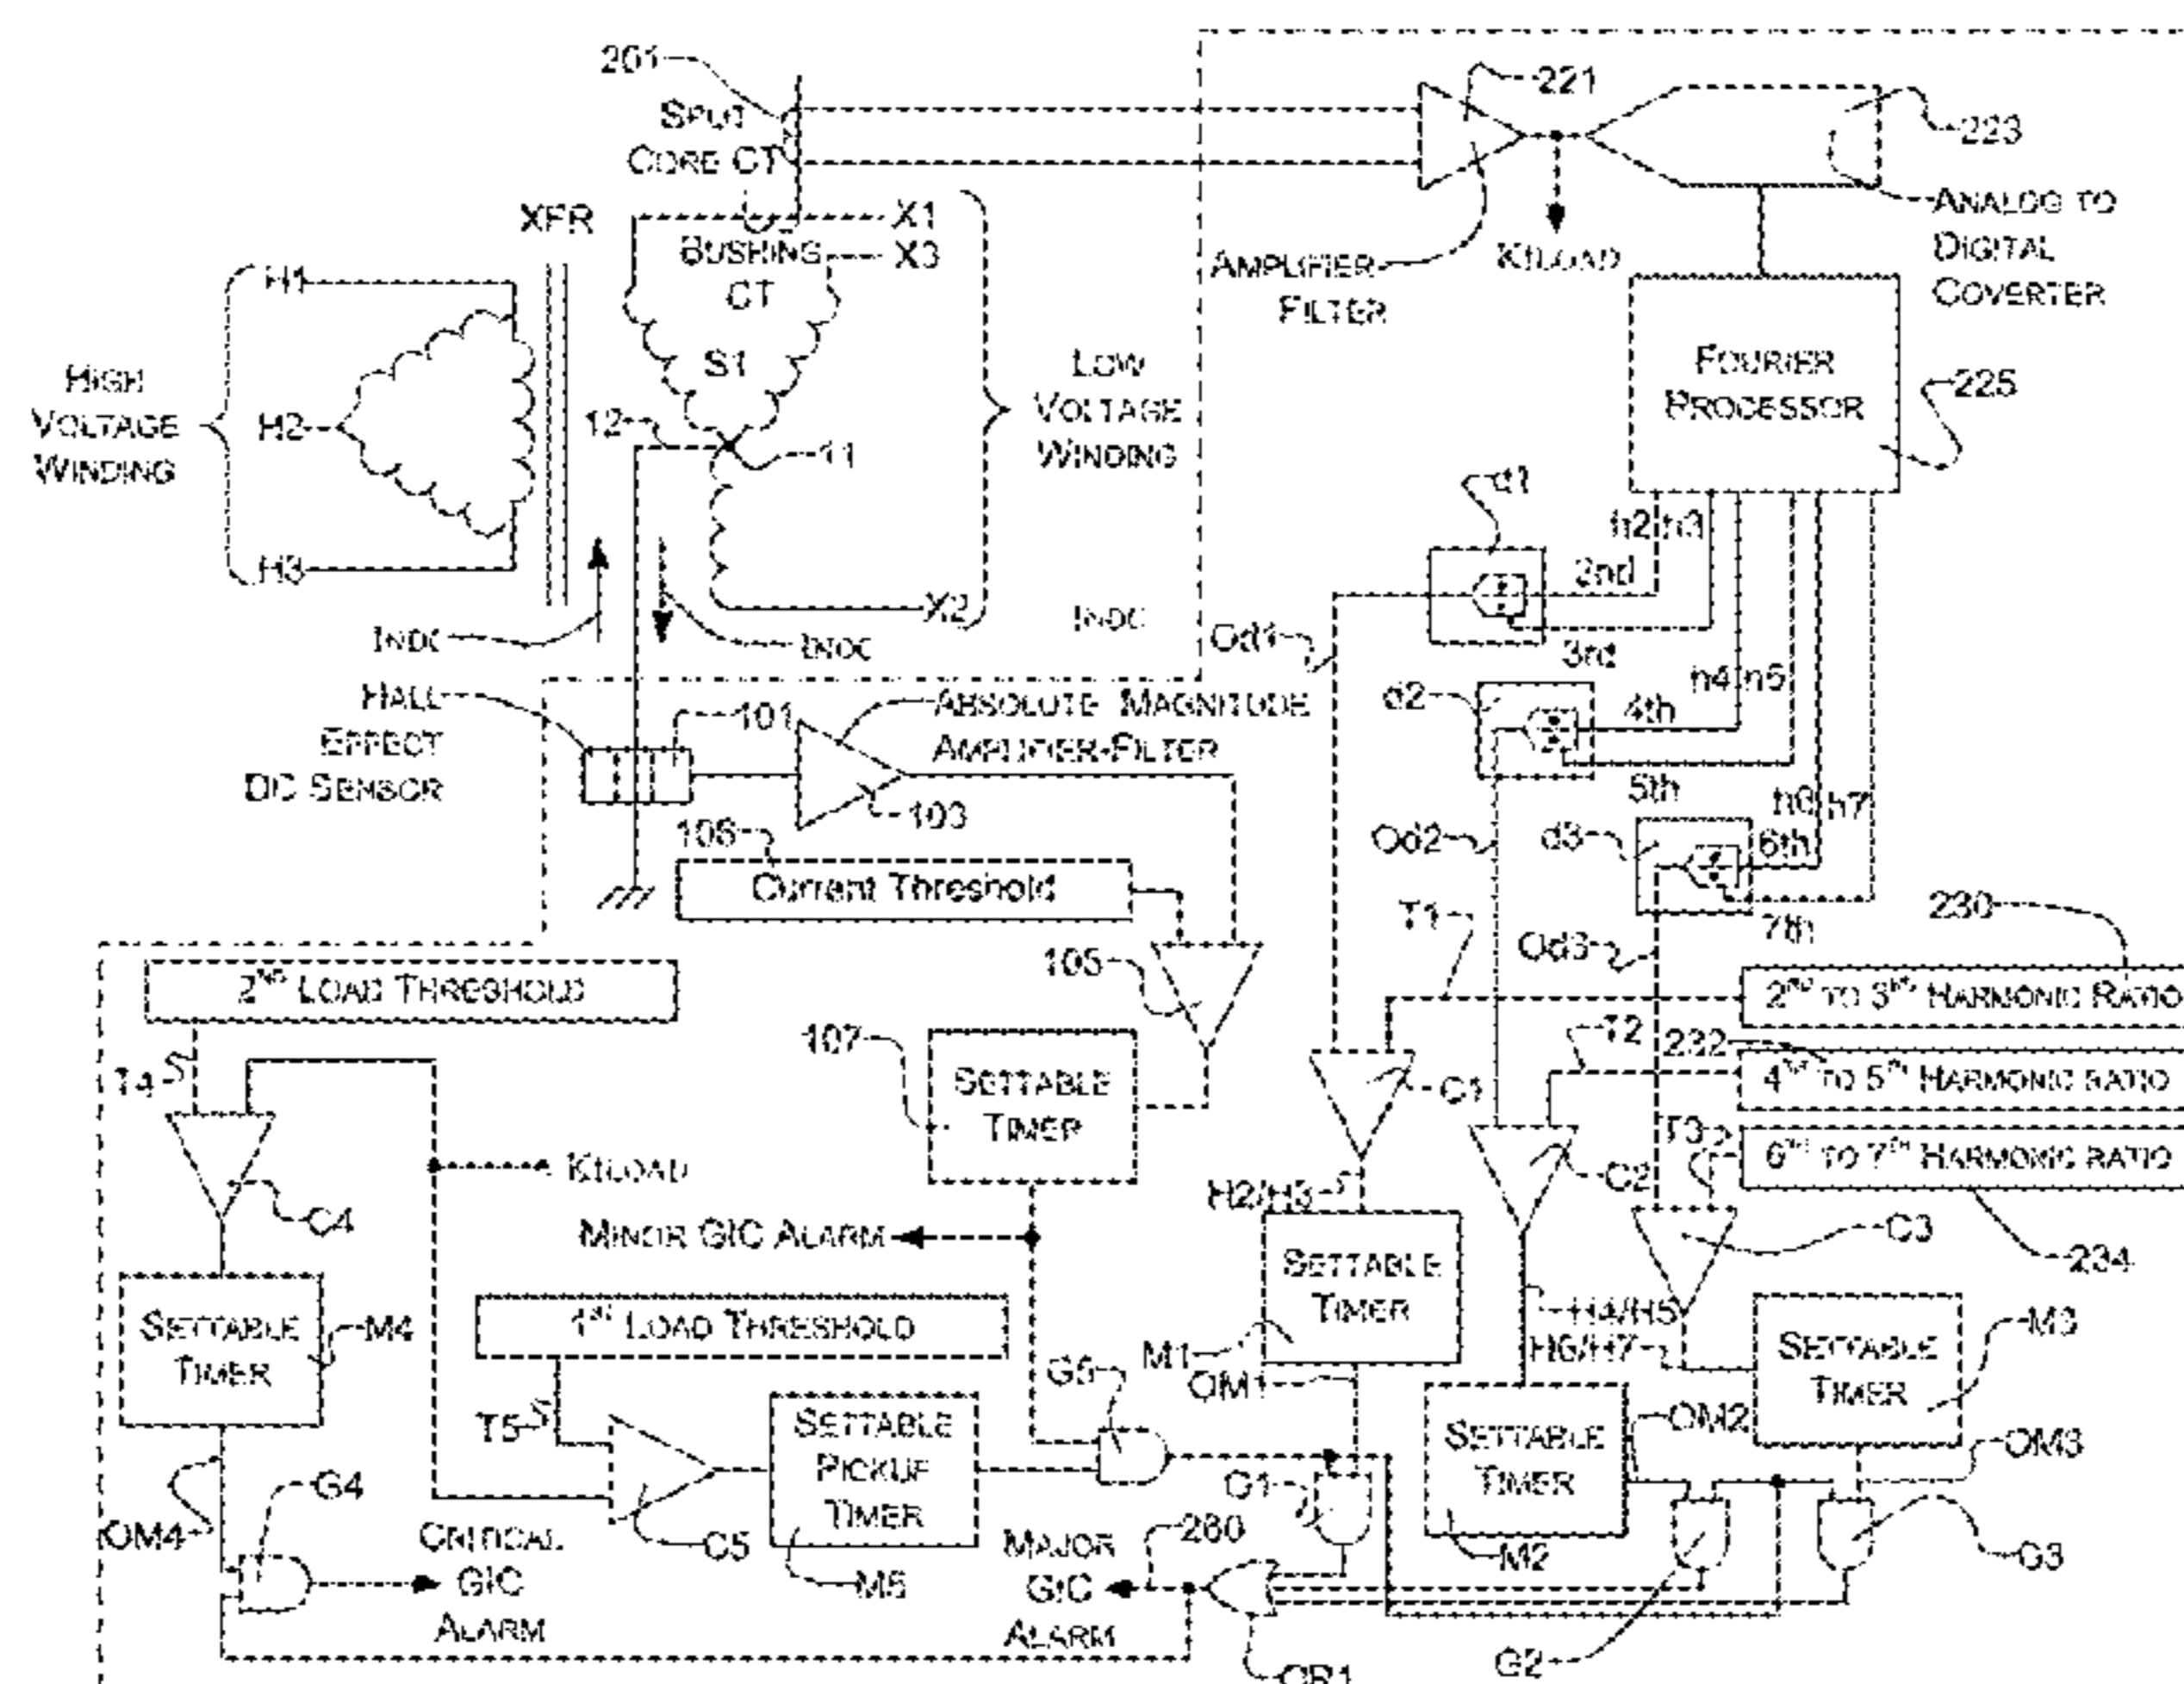 201
SPLIT
CORE CT
XFR
BUSHING
CT
X1
X3
S1
H1
H2
H3
HIGH
VOLTAGE
WINDING
LOW
VOLTAGE
WINDING
12
11
X2
INDC
221
223
AMPLIFIER
FILTER
KILOAD
ANALOG TO
DIGITAL
COVERTER
FOURIER
PROCESSOR
225
d1
h2
h3
2nd
3rd
Od1
d2
h4
h5
4th
5th
Od2
d3
h6
h7
6th
7th
Od3
HALL
EFFECT
DC SENSOR
101
ABSOLUTE MAGNITUDE
AMPLIFIER-FILTER
103
106
Current Threshold
105
T1
230
2ND TO 3RD HARMONIC RATIO
T2
232
4TH TO 5TH HARMONIC RATIO
T3
6TH TO 7TH HARMONIC RATIO
234
2ND LOAD THRESHOLD
T4
C4
107
SETTABLE
TIMER
C1
C2
C3
KILOAD
MINOR GIC ALARM
H2/H3
H4/H5
H6/H7
SETTABLE
TIMER
M4
1ST LOAD THRESHOLD
T5
C5
SETTABLE
PICKUP
TIMER
M5
G5
SETTABLE
TIMER
M1
OM1
SETTABLE
TIMER
M2
OM2
SETTABLE
TIMER
M3
OM3
OM4
G4
CRITICAL
GIC
ALARM
MAJOR
GIC
ALARM
260
G1
G2
G3
OR1